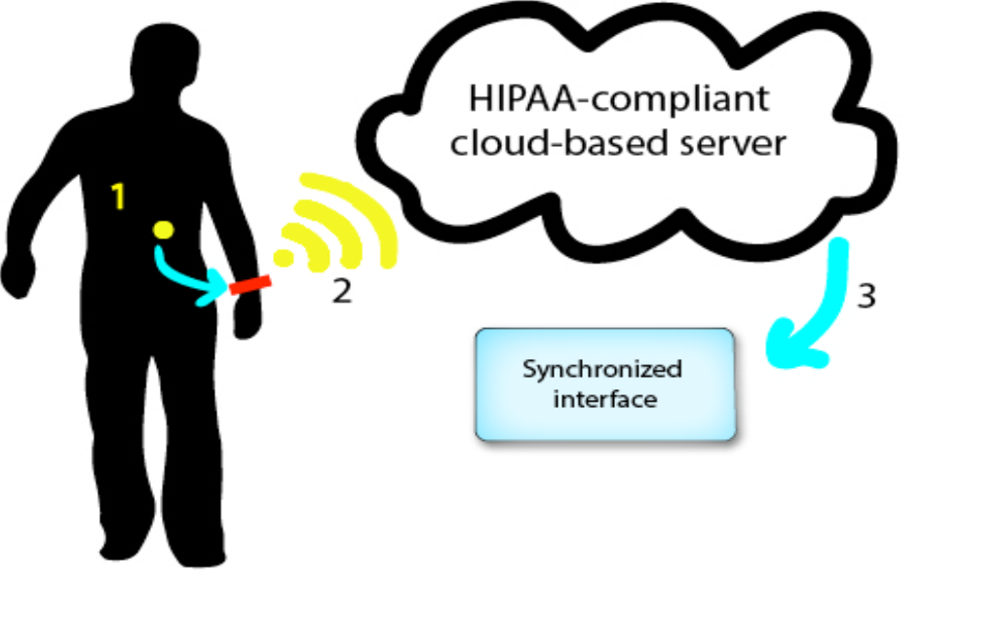 HIPAA-compliant
cloud-based server
1
2
3
Synchronized
interface